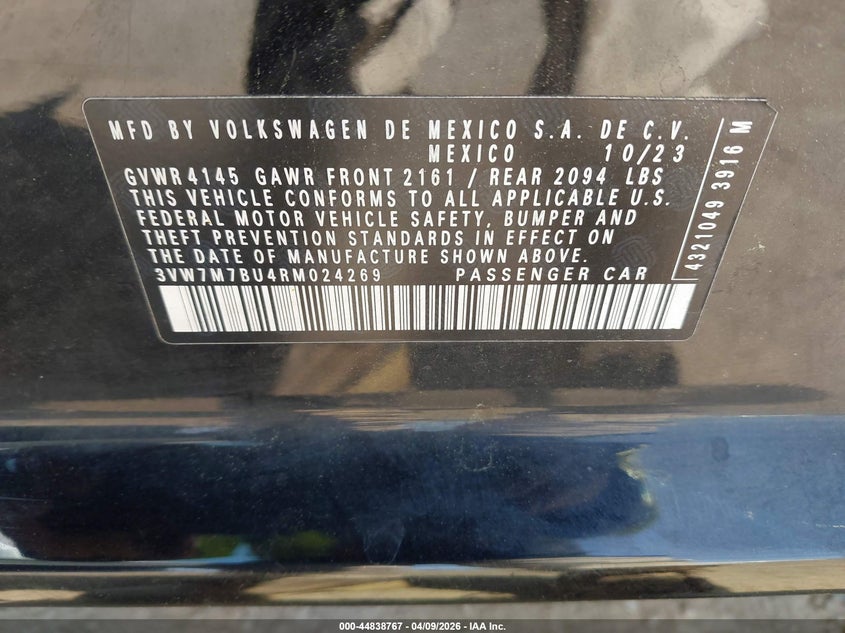 MFD BY VOLKSWAGEN DE MEXICO S.A. DE C.V.
MEXICO 10/23
GVWR 4145 GAWR FRONT 2161 / REAR 2094 LBS
THIS VEHICLE CONFORMS TO ALL APPLICABLE U.S.
FEDERAL MOTOR VEHICLE SAFETY, BUMPER AND
THEFT PREVENTION STANDARDS IN EFFECT ON
THE DATE OF MANUFACTURE SHOWN ABOVE.
3VW7M7BU4RM024269 PASSENGER CAR
4321049 3916 M
000-44838767 - 04/09/2026 - IAA Inc.